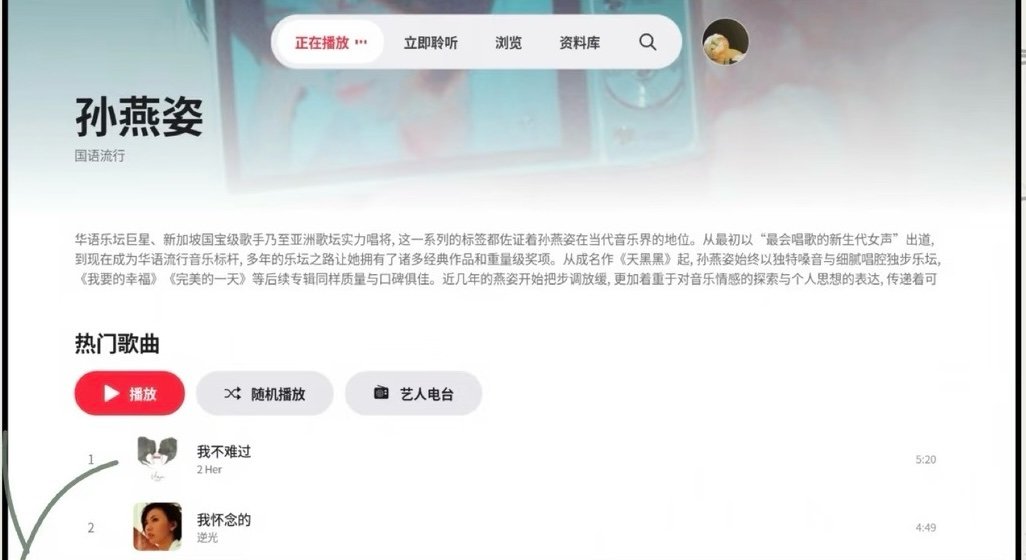 正在播放
立即聆听
浏览
资料库
孙燕姿
国语流行
华语乐坛巨星、新加坡国宝级歌手乃至亚洲歌坛实力唱将, 这一系列的标签都佐证着孙燕姿在当代音乐界的地位。从最初以“最会唱歌的新生代女声”出道,
到现在成为华语流行音乐标杆, 多年的乐坛之路让她拥有了诸多经典作品和重量级奖项。从成名作《天黑黑》起, 孙燕姿始终以独特嗓音与细腻唱腔独步乐坛,
《我要的幸福》《完美的一天》等后续专辑同样质量与口碑俱佳。近几年的燕姿开始把步调放缓, 更加着重于对音乐情感的探索与个人思想的表达, 传递着可
热门歌曲
播放
随机播放
艺人电台
1
我不难过
2 Her
5:20
2
我怀念的
逆光
4:49